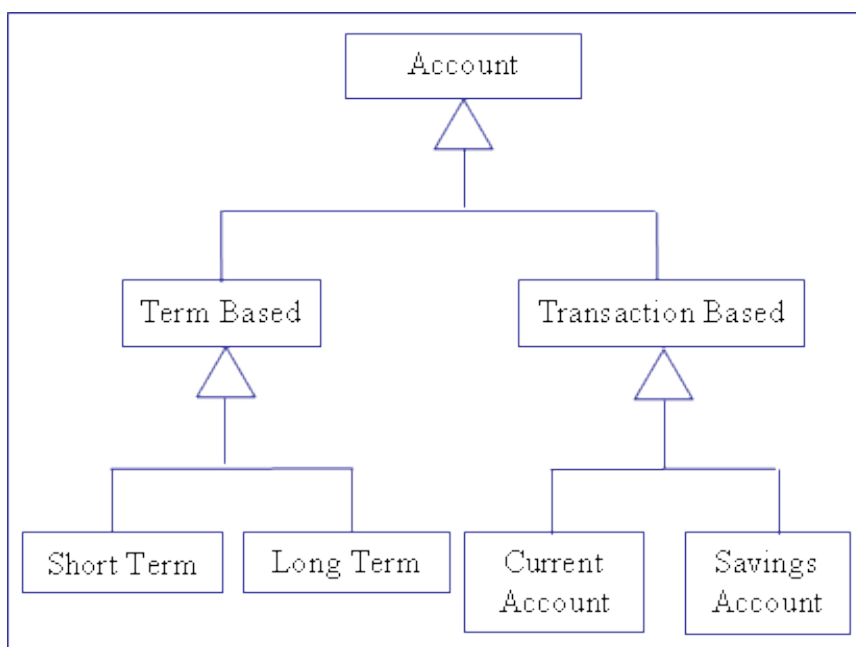 Account
Term Based
Transaction Based
Short Term
Long Term
Current
Account
Savings
Account